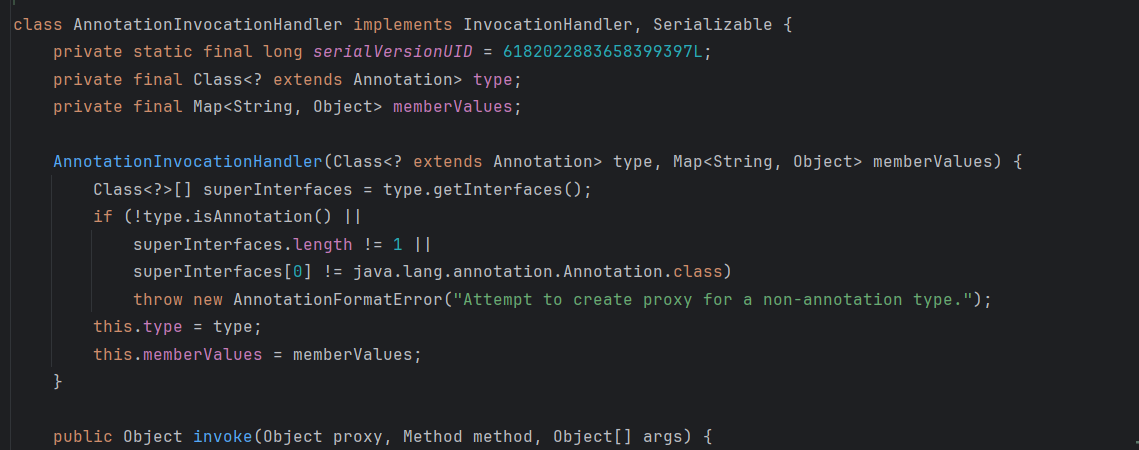 class AnnotationInvocationHandler implements InvocationHandler, Serializable {
    private static final long serialVersionUID = 6182022883658399397L;
    private final Class<? extends Annotation> type;
    private final Map<String, Object> memberValues;

    AnnotationInvocationHandler(Class<? extends Annotation> type, Map<String, Object> memberValues) {
        Class<?>[] superInterfaces = type.getInterfaces();
        if (!type.isAnnotation() ||
            superInterfaces.length != 1 ||
            superInterfaces[0] != java.lang.annotation.Annotation.class)
            throw new AnnotationFormatError("Attempt to create proxy for a non-annotation type.");
        this.type = type;
        this.memberValues = memberValues;
    }

    public Object invoke(Object proxy, Method method, Object[] args) {